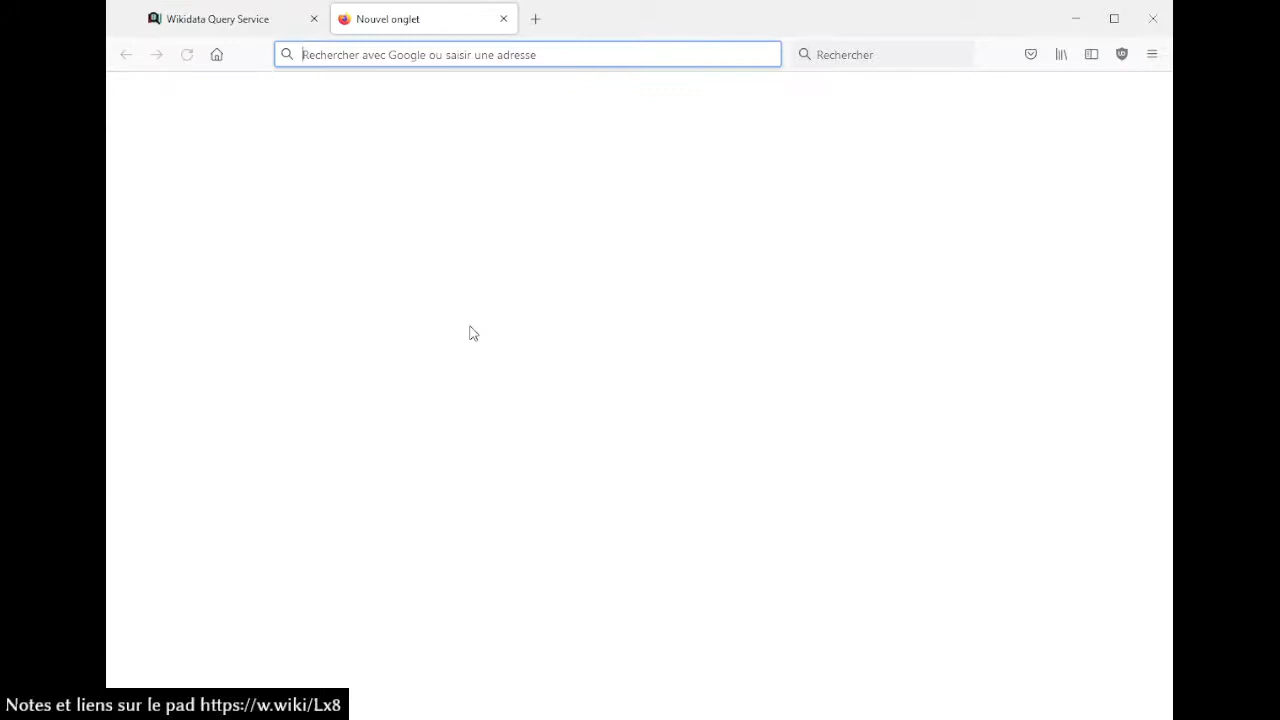 Wikidata Query Service
Nouvel onglet
Rechercher avec Google ou saisir une adresse
Rechercher
Notes et liens sur le pad https://w.wiki/Lx8